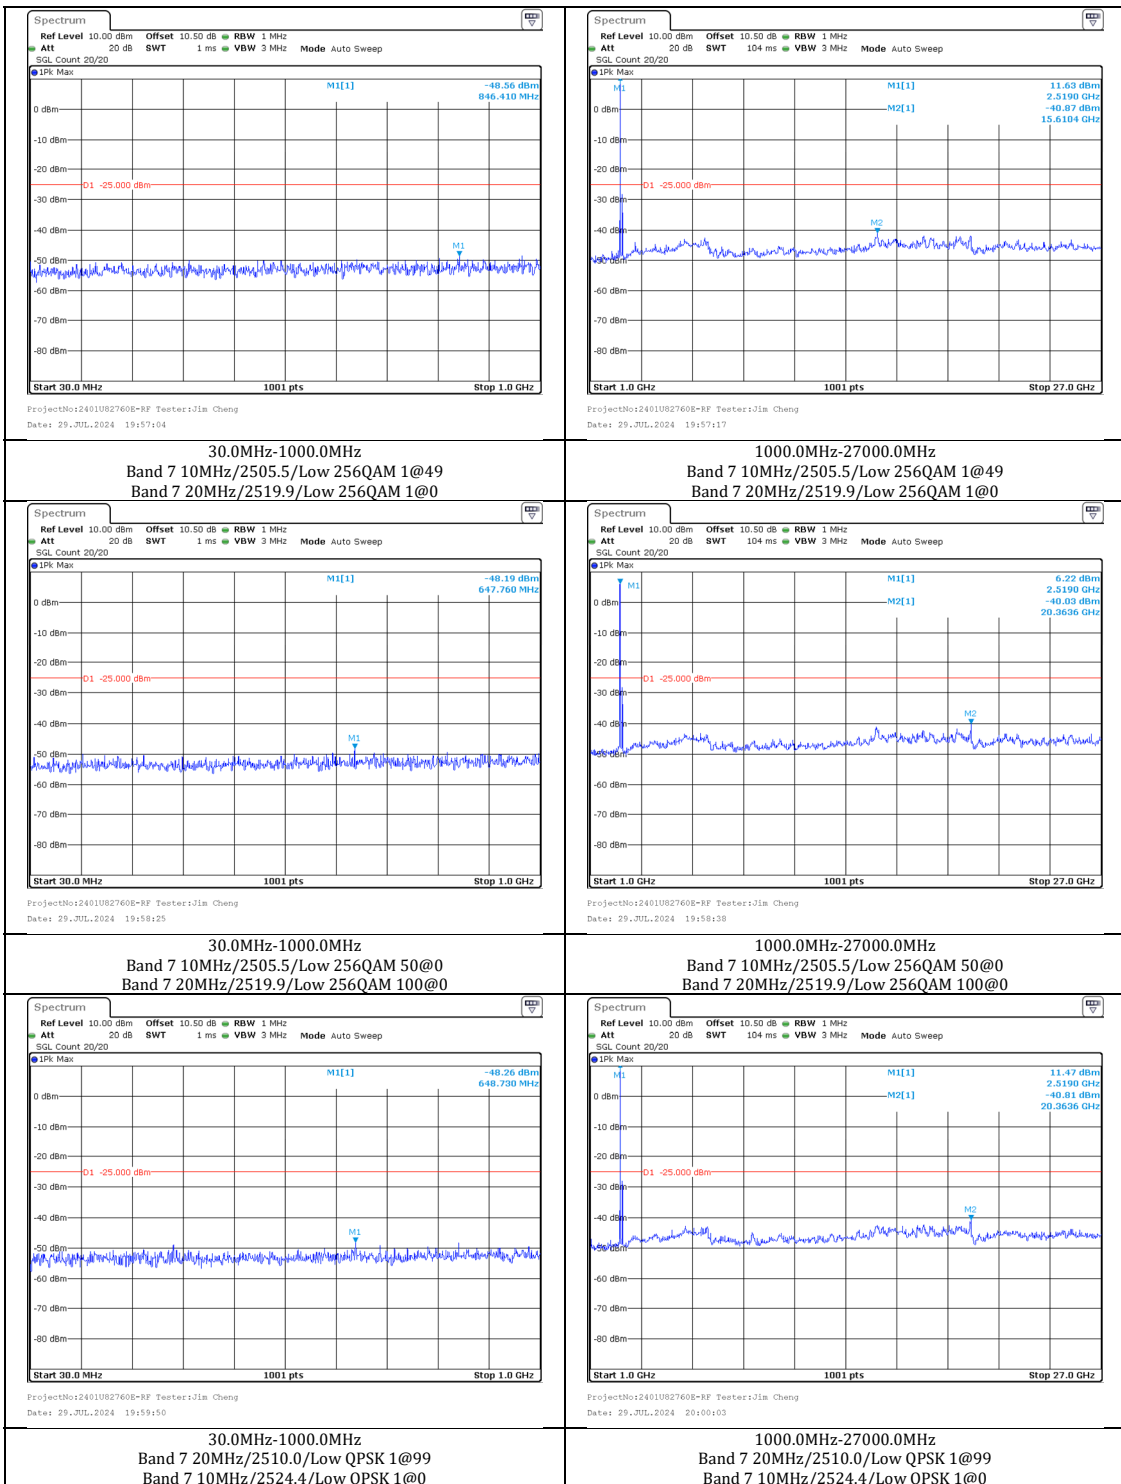 Spectrum
Ref Level 10.00 dBm Offset 10.50 dB RBW 1 MHz
Att 20 dB SWT 1 ms VBW 3 MHz Mode Auto Sweep
SGL Count 20/20
1Pk Max
M1[1] -48.56 dBm
846.410 MHz
0 dBm
-10 dBm
-20 dBm
D1 -25.000 dBm
-30 dBm
-40 dBm
M1
-50 dBm
-60 dBm
-70 dBm
-80 dBm
Start 30.0 MHz 1001 pts Stop 1.0 GHz
ProjectNo:2401U82760E-RF Tester:Jim Cheng
Date: 29.JUL.2024 19:57:04
30.0MHz-1000.0MHz
Band 7 10MHz/2505.5/Low 256QAM 1@49
Band 7 20MHz/2519.9/Low 256QAM 1@0
Spectrum
Ref Level 10.00 dBm Offset 10.50 dB RBW 1 MHz
Att 20 dB SWT 104 ms VBW 3 MHz Mode Auto Sweep
SGL Count 20/20
1Pk Max
M1
M1[1] 11.63 dBm
2.5190 GHz
M2[1] -40.87 dBm
15.6104 GHz
0 dBm
-10 dBm
-20 dBm
D1 -25.000 dBm
-30 dBm
-40 dBm
M2
-50 dBm
-60 dBm
-70 dBm
-80 dBm
Start 1.0 GHz 1001 pts Stop 27.0 GHz
ProjectNo:2401U82760E-RF Tester:Jim Cheng
Date: 29.JUL.2024 19:57:17
1000.0MHz-27000.0MHz
Band 7 10MHz/2505.5/Low 256QAM 1@49
Band 7 20MHz/2519.9/Low 256QAM 1@0
Spectrum
Ref Level 10.00 dBm Offset 10.50 dB RBW 1 MHz
Att 20 dB SWT 1 ms VBW 3 MHz Mode Auto Sweep
SGL Count 20/20
1Pk Max
M1[1] -48.19 dBm
647.760 MHz
0 dBm
-10 dBm
-20 dBm
D1 -25.000 dBm
-30 dBm
-40 dBm
M1
-50 dBm
-60 dBm
-70 dBm
-80 dBm
Start 30.0 MHz 1001 pts Stop 1.0 GHz
ProjectNo:2401U82760E-RF Tester:Jim Cheng
Date: 29.JUL.2024 19:58:25
30.0MHz-1000.0MHz
Band 7 10MHz/2505.5/Low 256QAM 50@0
Band 7 20MHz/2519.9/Low 256QAM 100@0
Spectrum
Ref Level 10.00 dBm Offset 10.50 dB RBW 1 MHz
Att 20 dB SWT 104 ms VBW 3 MHz Mode Auto Sweep
SGL Count 20/20
1Pk Max
M1
M1[1] 6.22 dBm
2.5190 GHz
M2[1] -40.03 dBm
20.3636 GHz
0 dBm
-10 dBm
-20 dBm
D1 -25.000 dBm
-30 dBm
-40 dBm
M2
-50 dBm
-60 dBm
-70 dBm
-80 dBm
Start 1.0 GHz 1001 pts Stop 27.0 GHz
ProjectNo:2401U82760E-RF Tester:Jim Cheng
Date: 29.JUL.2024 19:58:38
1000.0MHz-27000.0MHz
Band 7 10MHz/2505.5/Low 256QAM 50@0
Band 7 20MHz/2519.9/Low 256QAM 100@0
Spectrum
Ref Level 10.00 dBm Offset 10.50 dB RBW 1 MHz
Att 20 dB SWT 1 ms VBW 3 MHz Mode Auto Sweep
SGL Count 20/20
1Pk Max
M1[1] -48.26 dBm
648.730 MHz
0 dBm
-10 dBm
-20 dBm
D1 -25.000 dBm
-30 dBm
-40 dBm
M1
-50 dBm
-60 dBm
-70 dBm
-80 dBm
Start 30.0 MHz 1001 pts Stop 1.0 GHz
ProjectNo:2401U82760E-RF Tester:Jim Cheng
Date: 29.JUL.2024 19:59:50
30.0MHz-1000.0MHz
Band 7 20MHz/2510.0/Low QPSK 1@99
Band 7 10MHz/2524.4/Low QPSK 1@0
Spectrum
Ref Level 10.00 dBm Offset 10.50 dB RBW 1 MHz
Att 20 dB SWT 104 ms VBW 3 MHz Mode Auto Sweep
SGL Count 20/20
1Pk Max
M1
M1[1] 11.47 dBm
2.5190 GHz
M2[1] -40.81 dBm
20.3636 GHz
0 dBm
-10 dBm
-20 dBm
D1 -25.000 dBm
-30 dBm
-40 dBm
M2
-50 dBm
-60 dBm
-70 dBm
-80 dBm
Start 1.0 GHz 1001 pts Stop 27.0 GHz
ProjectNo:2401U82760E-RF Tester:Jim Cheng
Date: 29.JUL.2024 20:00:03
1000.0MHz-27000.0MHz
Band 7 20MHz/2510.0/Low QPSK 1@99
Band 7 10MHz/2524.4/Low QPSK 1@0